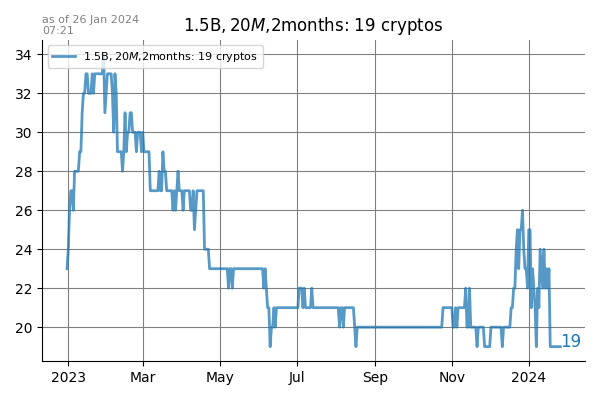 as of 26 Jan 2024
07:21
1.5B, 20M,2months: 19 cryptos
1.5B, 20M,2months: 19 cryptos
34
32
30
28
26
24
22
20
19
2023 Mar May Jul Sep Nov 2024